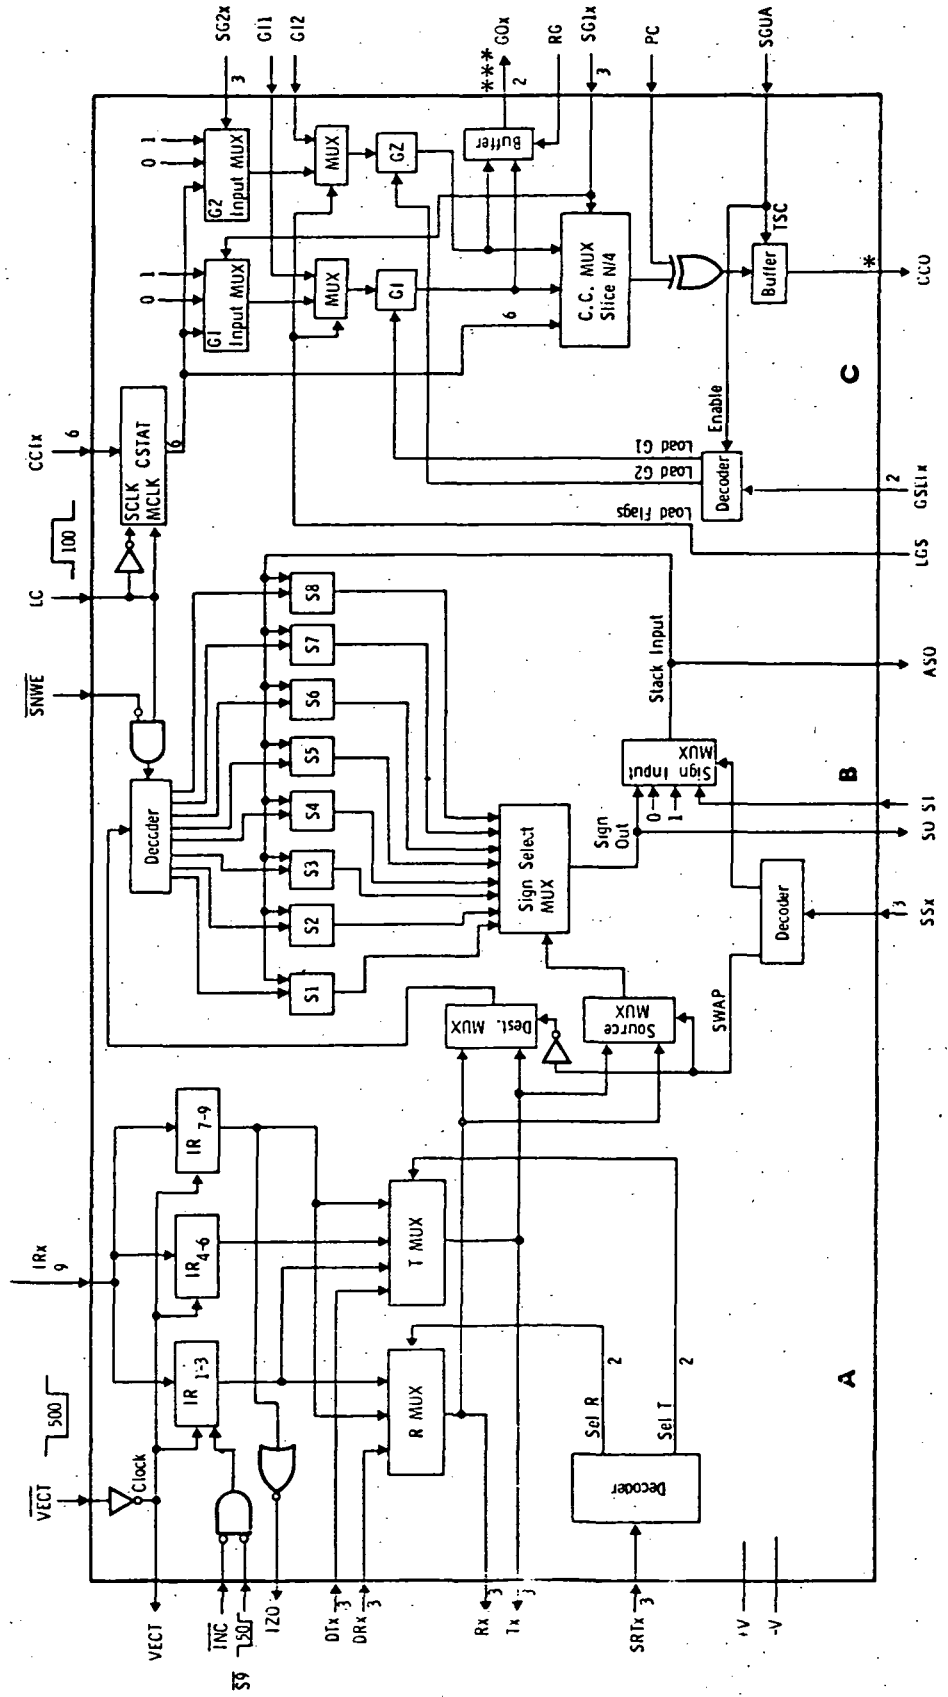 VECT
500
IRx
9
SNWE
LC
100
CCIx
6
SG2x
3
GI1
GI2
GOx
***
2
RG
SG1x
3
PC
SGUA
Clock
IR 1-3
IR 4-6
IR 7-9
Decoder
SCLK
MCLK
CSTAT
6
0
1
G1
Input MUX
0
1
G2
Input MUX
MUX
MUX
G1
GZ
Buffer
6
C.C. MUX
Slice N/4
TSC
Buffer
*
CCO
Enable
Decoder
Load G1
Load G2
Load Flags
2
GSLIx
LGS
S1
S2
S3
S4
S5
S6
S7
S8
Sign Select
MUX
Sign
Out
0
1
Sign Input
MUX
Stack Input
ASO
SI
SO
Decoder
3
SSx
SWAP
Dest. MUX
Source
MUX
R MUX
T MUX
Sel R
2
Sel T
2
Decoder
VECT
INC
S9
50
IZO
DTx
3
DRx
3
Rx
3
Tx
3
SRTx
3
+V
-V
A
B
C